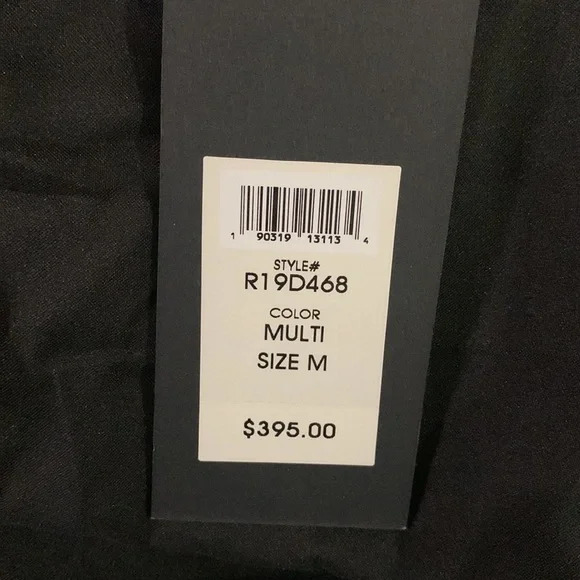 1 90319 13113 4
STYLE#
R19D468
COLOR
MULTI
SIZE M
$395.00